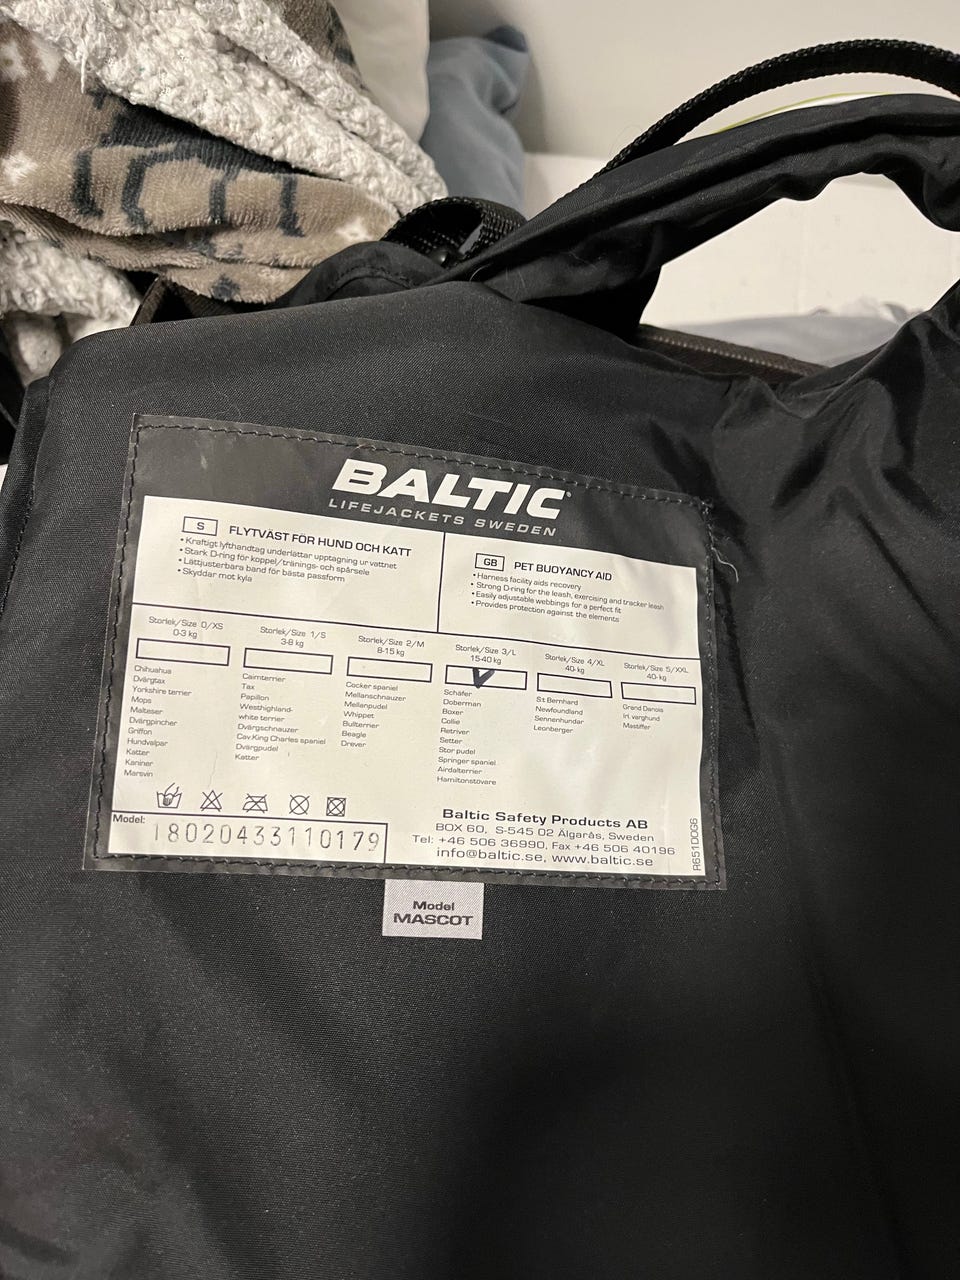 BALTIC
LIFEJACKETS SWEDEN
S FLYTVÄST FÖR HUND OCH KATT
• Kraftigt lyfthandtag underlättar upptagning ur vattnet
• Stark D-ring för koppel/tränings- och spårsele
• Lättjusterbara band för bästa passform
• Skyddar mot kyla
GB PET BUOYANCY AID
• Harness facility aids recovery
• Strong D-ring for the leash, exercising and tracker leash
• Easily adjustable webbings for a perfect fit
• Provides protection against the elements
Storlek/Size 0/XS
0-3 kg
Chihuahua
Dvärgtax
Yorkshire terrier
Mops
Malteser
Dvärgpincher
Griffon
Hundvalpar
Katter
Kaniner
Marsvin
Storlek/Size 1/S
3-8 kg
Cairnterrier
Tax
Papillon
Westhighland-
white terrier
Dvärgschnauzer
Cav.King Charles spaniel
Dvärgpudel
Katter
Storlek/Size 2/M
8-15 kg
Cocker spaniel
Mellanschnauzer
Mellanpudel
Whippet
Bullterrier
Beagle
Drever
Storlek/Size 3/L
15-40 kg
Schäfer
Doberman
Boxer
Collie
Retriver
Setter
Stor pudel
Springer spaniel
Airdalterrier
Hamiltonstövare
Storlek/Size 4/XL
40- kg
S:t Bernhard
Newfoundland
Sennenhundar
Leonberger
Storlek/Size 5/XXL
40- kg
Grand Danois
Irl. varghund
Mastiffer
Model:
18020433110179
Baltic Safety Products AB
BOX 60, S-545 02 Älgarås, Sweden
Tel: +46 506 36990, Fax +46 506 40196
info@baltic.se, www.baltic.se
R651DOG6
Model
MASCOT